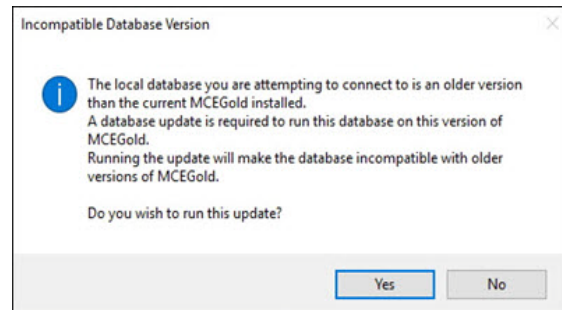 Incompatible Database Version
The local database you are attempting to connect to is an older version
than the current MCEGold installed.
A database update is required to run this database on this version of
MCEGold.
Running the update will make the database incompatible with older
versions of MCEGold.
Do you wish to run this update?
Yes No